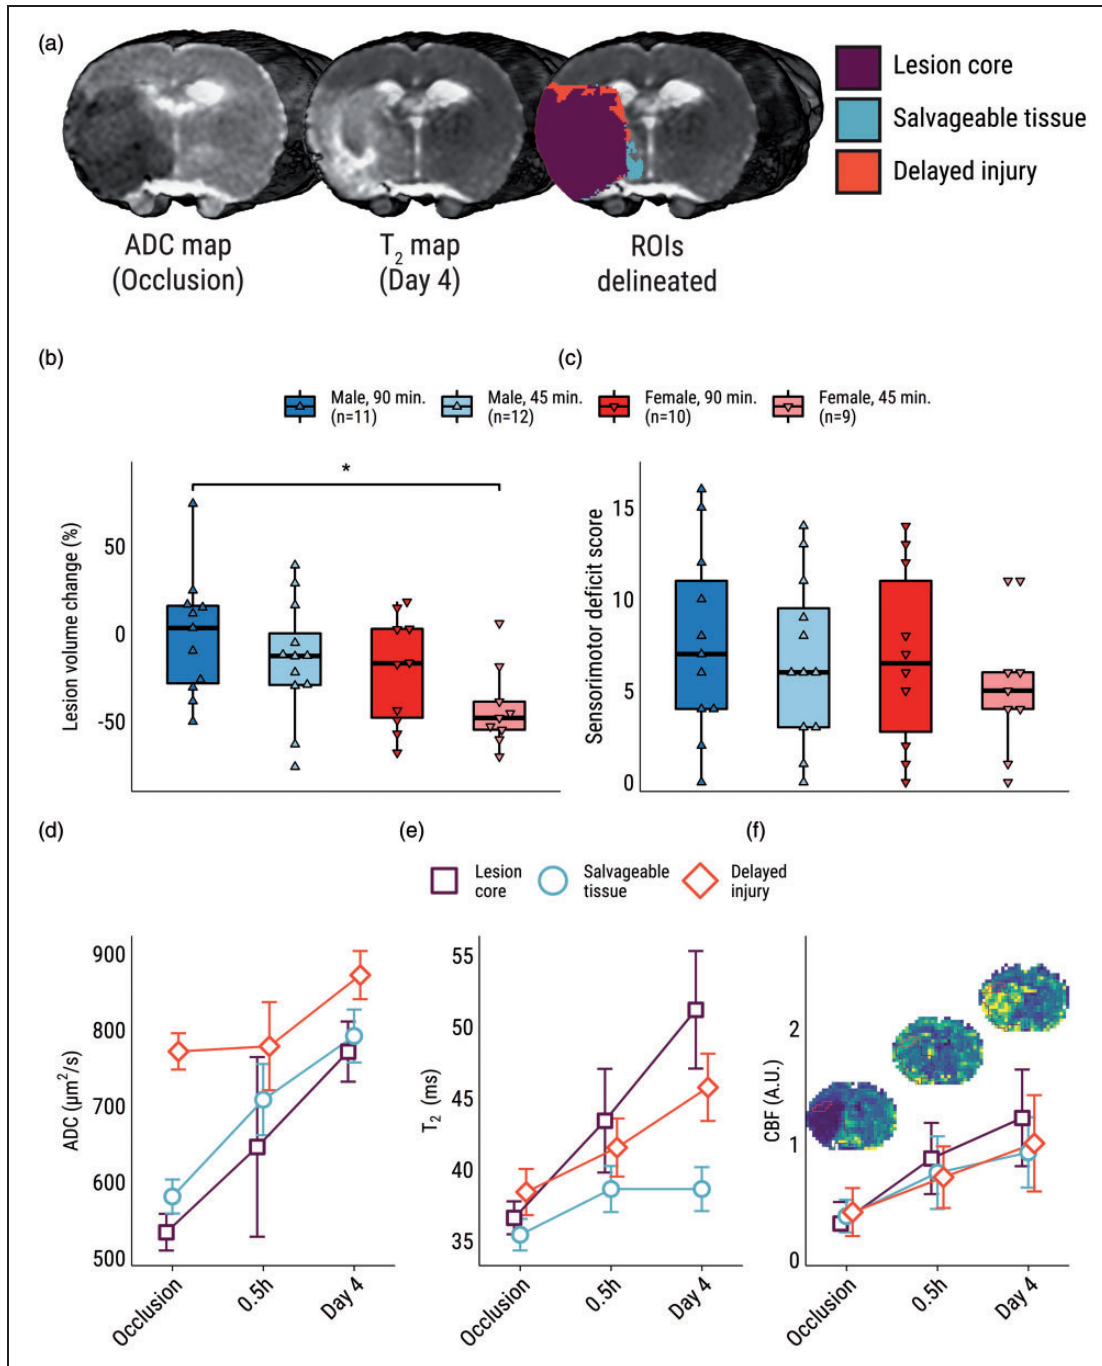 (a)
Lesion core
Salvageable tissue
Delayed injury
ADC map
(Occlusion)
T2 map
(Day 4)
ROIs
delineated
(b)
(c)
Male, 90 min.
(n=11)
Male, 45 min.
(n=12)
Female, 90 min.
(n=10)
Female, 45 min.
(n=9)
*
Lesion volume change (%)
50
0
-50
Sensorimotor deficit score
15
10
5
0
(d)
(e)
(f)
Lesion
core
Salvageable
tissue
Delayed
injury
ADC (μm²/s)
900
800
700
600
500
Occlusion
0.5h
Day 4
T2 (ms)
55
50
45
40
35
Occlusion
0.5h
Day 4
CBF (A.U.)
2
1
0
Occlusion
0.5h
Day 4